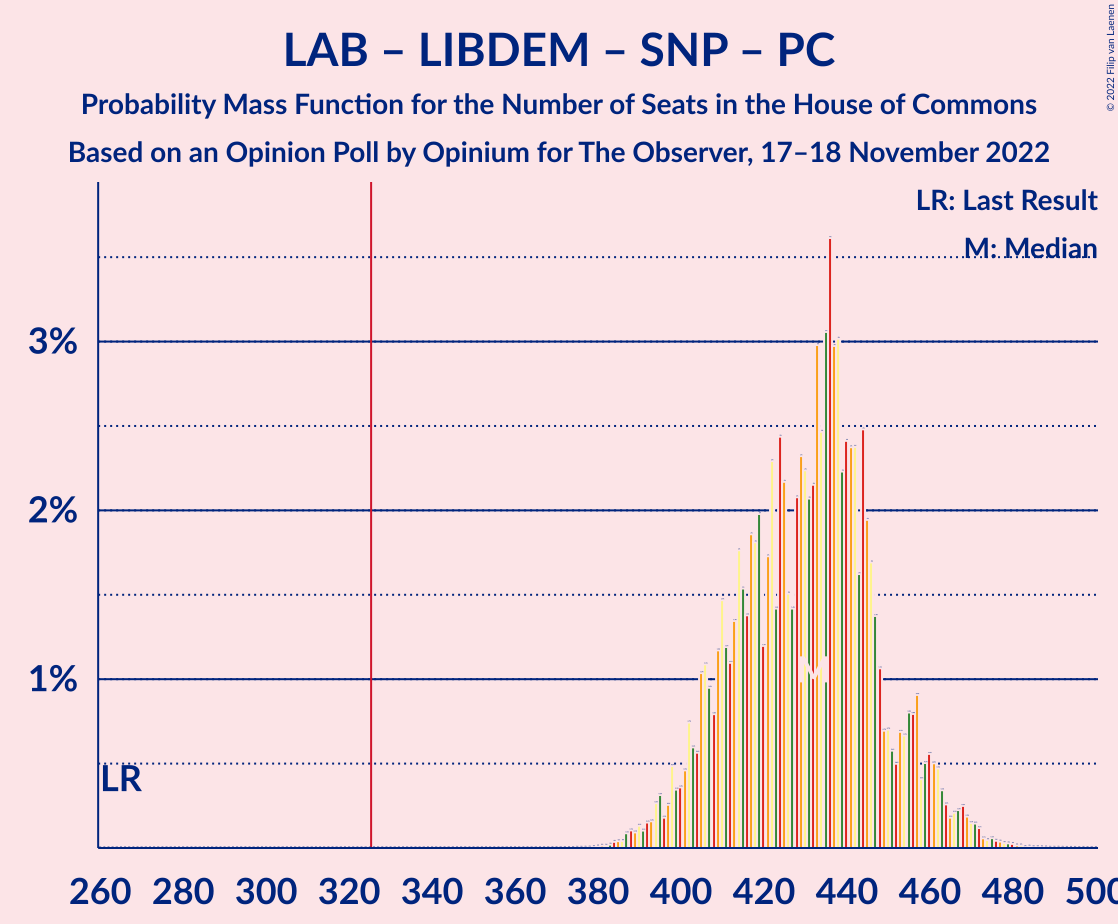 LAB – LIBDEM – SNP – PC
Probability Mass Function for the Number of Seats in the House of Commons
Based on an Opinion Poll by Opinium for The Observer, 17–18 November 2022
© 2022 Filip van Laenen
LR: Last Result
M: Median
3%
2%
1%
M
LR
260 280 300 320 340 360 380 400 420 440 460 480 500